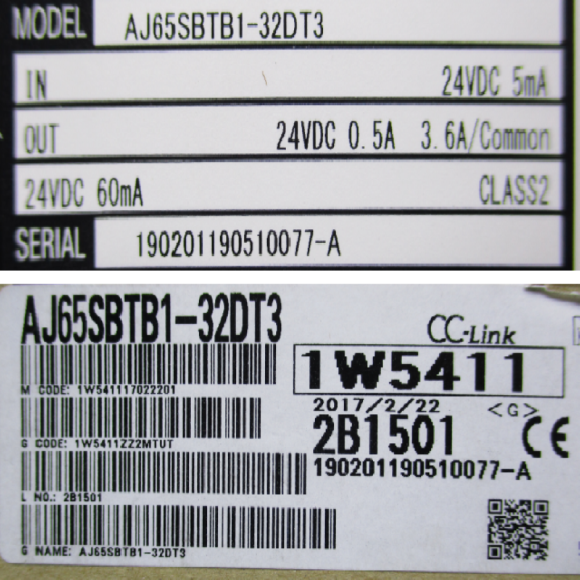 MODEL AJ65SBTB1-32DT3
IN 24VDC 5mA
OUT 24VDC 0.5A 3.6A/Common
24VDC 60mA CLASS2
SERIAL 190201190510077-A
AJ65SBTB1-32DT3
CC-Link
1W5411
M CODE: 1W541117022201
2017/2/22 <G>
2B1501 CE
G CODE: 1W5411ZZ2MTUT
190201190510077-A
L NO.: 2B1501
G NAME: AJ65SBTB1-32DT3